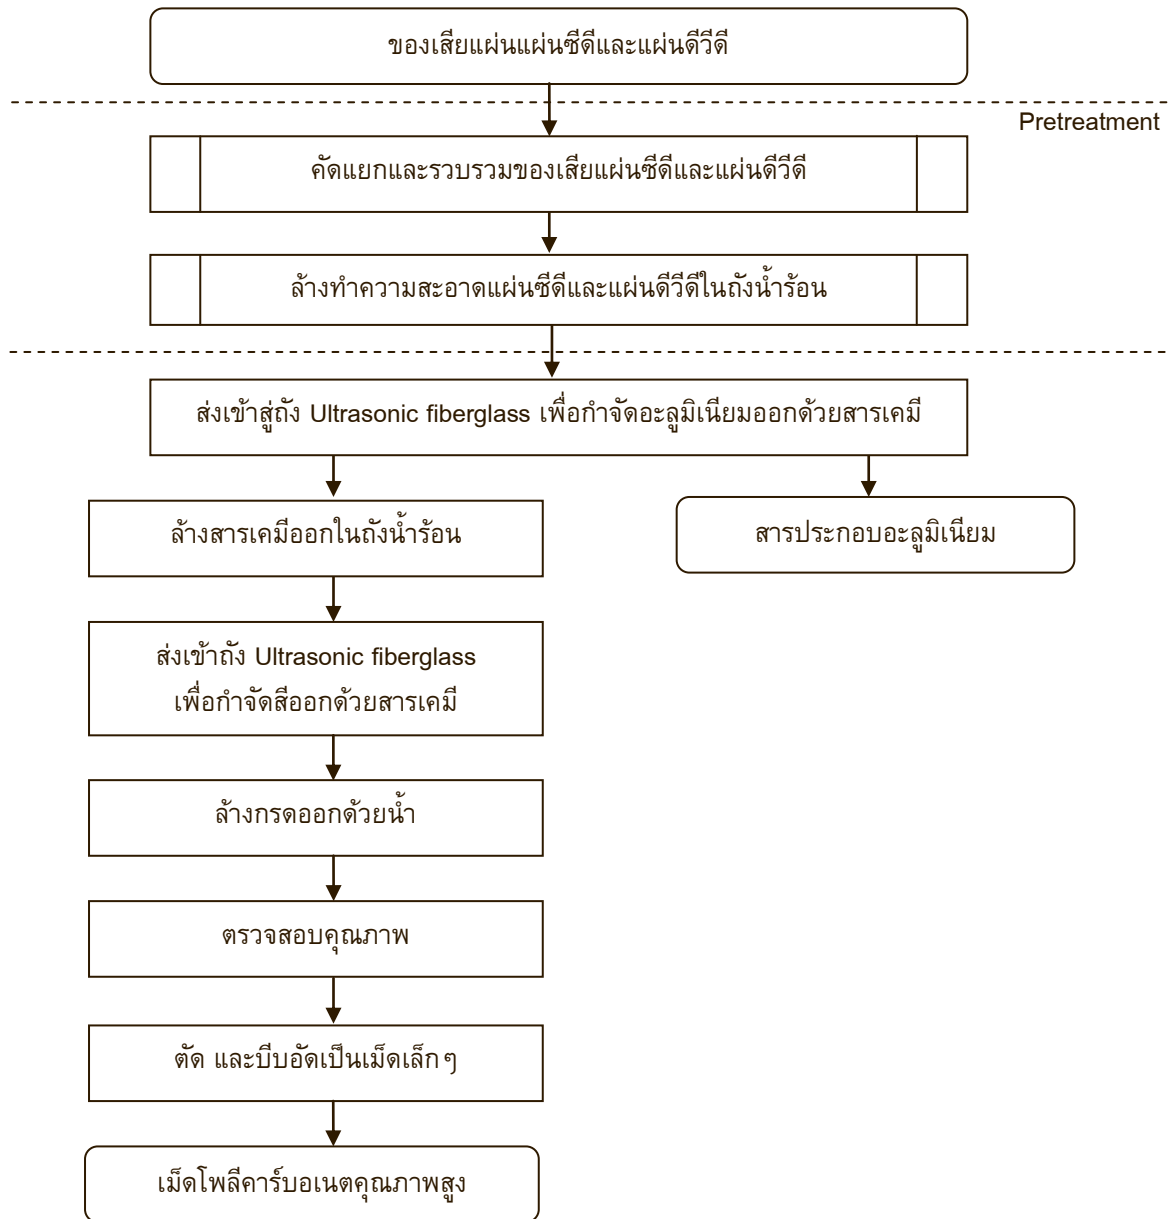 ของเสียแผ่นแผ่นซีดีและแผ่นดีวีดี
Pretreatment
คัดแยกและรวบรวมของเสียแผ่นซีดีและแผ่นดีวีดี
ล้างทำความสะอาดแผ่นซีดีและแผ่นดีวีดีในถังน้ำร้อน
ส่งเข้าสู่ถัง Ultrasonic fiberglass เพื่อกำจัดอะลูมิเนียมออกด้วยสารเคมี
ล้างสารเคมีออกในถังน้ำร้อน
สารประกอบอะลูมิเนียม
ส่งเข้าถัง Ultrasonic fiberglass
เพื่อกำจัดสีออกด้วยสารเคมี
ล้างกรดออกด้วยน้ำ
ตรวจสอบคุณภาพ
ตัด และบีบอัดเป็นเม็ดเล็กๆ
เม็ดโพลีคาร์บอเนตคุณภาพสูง